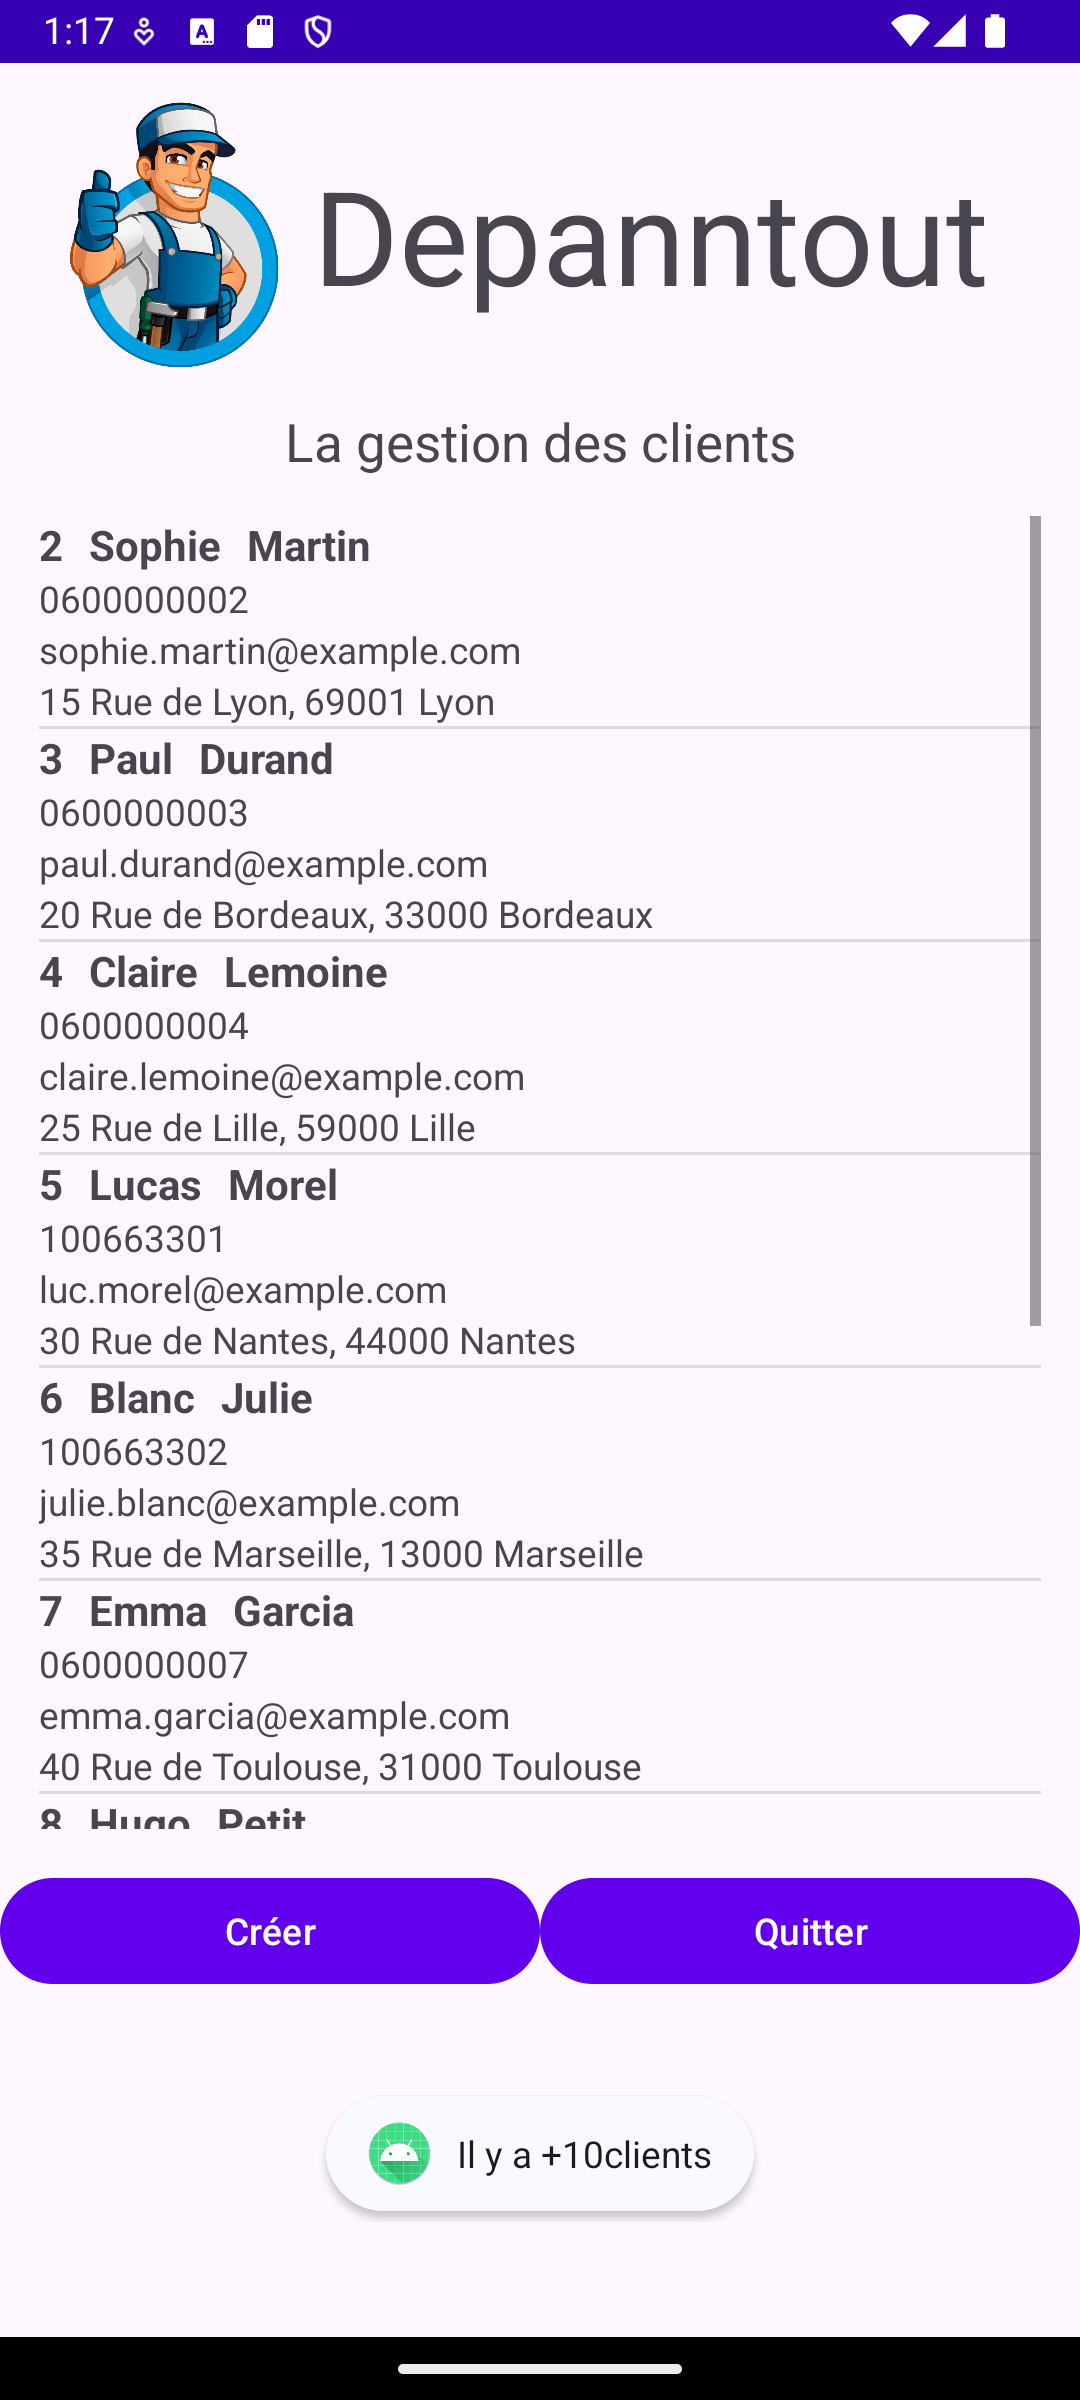 1:17
Depanntout
La gestion des clients
2 Sophie Martin
0600000002
sophie.martin@example.com
15 Rue de Lyon, 69001 Lyon
3 Paul Durand
0600000003
paul.durand@example.com
20 Rue de Bordeaux, 33000 Bordeaux
4 Claire Lemoine
0600000004
claire.lemoine@example.com
25 Rue de Lille, 59000 Lille
5 Lucas Morel
100663301
luc.morel@example.com
30 Rue de Nantes, 44000 Nantes
6 Blanc Julie
100663302
julie.blanc@example.com
35 Rue de Marseille, 13000 Marseille
7 Emma Garcia
0600000007
emma.garcia@example.com
40 Rue de Toulouse, 31000 Toulouse
8 Hugo Petit
Créer
Quitter
Il y a +10clients